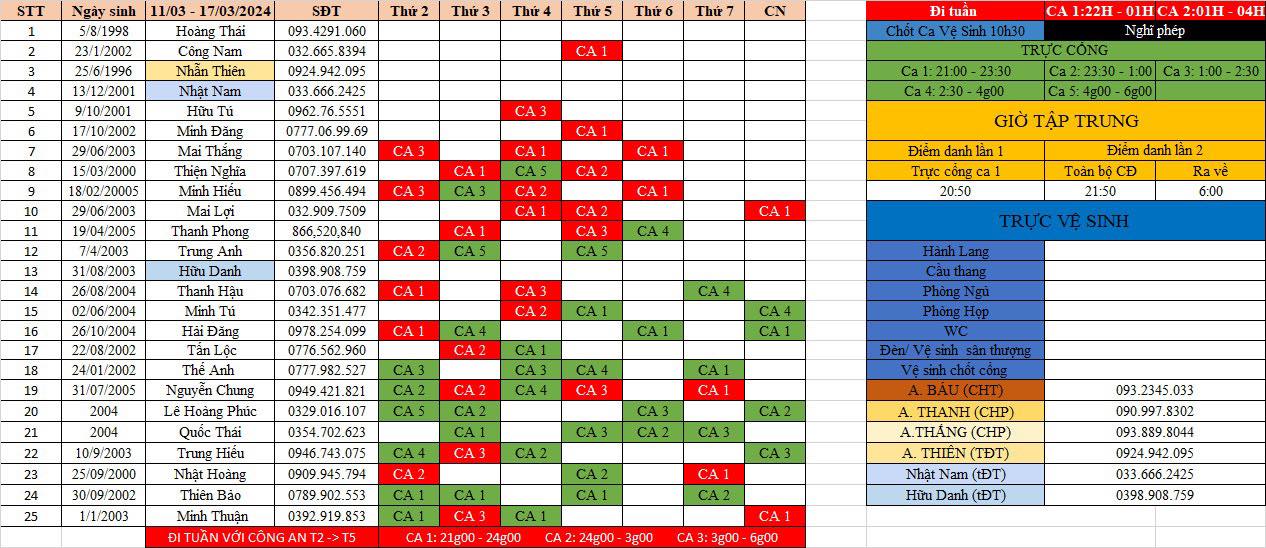 STT Ngày sinh 11/03 - 17/03/2024 SĐT Thứ 2 Thứ 3 Thứ 4 Thứ 5 Thứ 6 Thứ 7 CN Đi tuần CA 1:22H - 01H CA 2:01H - 04H
1 5/8/1998 Hoàng Thái 093.4291.060 Chốt Ca Vệ Sinh 10h30 Nghĩ phép
2 23/1/2002 Công Nam 032.665.8394 CA 1 TRỰC CỔNG
3 25/6/1996 Nhẫn Thiên 0924.942.095 Ca 1: 21:00 - 23:30 Ca 2: 23:30 - 1:00 Ca 3: 1:00 - 2:30
4 13/12/2001 Nhật Nam 033.666.2425 Ca 4: 2:30 - 4g00 Ca 5: 4g00 - 6g00
5 9/10/2001 Hữu Tú 0962.76.5551 CA 3
GIỜ TẬP TRUNG
6 17/10/2002 Minh Đăng 0777.06.99.69 CA 1
7 29/06/2003 Mai Thắng 0703.107.140 CA 3 CA 1 CA 1 Điểm danh lần 1 Điểm danh lần 2
8 15/03/2000 Thiện Nghĩa 0707.397.619 CA 1 CA 5 CA 2 Trực cổng ca 1 Toàn bộ CĐ Ra về
9 18/02/20005 Minh Hiếu 0899.456.494 CA 3 CA 3 CA 2 CA 1 20:50 21:50 6:00
10 29/06/2003 Mai Lợi 032.909.7509 CA 1 CA 2 CA 1
TRỰC VỆ SINH
11 19/04/2005 Thanh Phong 866,520,840 CA 1 CA 3 CA 4
12 7/4/2003 Trung Anh 0356.820.251 CA 2 CA 5 CA 5 Hành Lang
13 31/08/2003 Hữu Danh 0398.908.759 Cầu thang
14 26/08/2004 Thanh Hậu 0703.076.682 CA 1 CA 3 CA 4 Phòng Ngủ
15 02/06/2004 Minh Tú 0342.351.477 CA 2 CA 1 CA 4 Phòng Họp
16 26/10/2004 Hải Đăng 0978.254.099 CA 1 CA 4 CA 1 CA 1 WC
17 22/08/2002 Tấn Lộc 0776.562.960 CA 2 CA 1 Đèn/ Vệ sinh sân thượng
18 24/01/2002 Thế Anh 0777.982.527 CA 3 CA 3 CA 4 CA 1 Vệ sinh chốt cổng
19 31/07/2005 Nguyễn Chung 0949.421.821 CA 2 CA 2 CA 4 CA 3 CA 1 A. BÁU (CHT) 093.2345.033
20 2004 Lê Hoàng Phúc 0329.016.107 CA 5 CA 2 CA 3 CA 2 A. THANH (CHP) 090.997.8302
21 2004 Quốc Thái 0354.702.623 CA 1 CA 3 CA 2 CA 3 A.THẮNG (CHP) 093.889.8044
22 10/9/2003 Trung Hiếu 0946.743.075 CA 4 CA 3 CA 2 CA 3 A. THIÊN (TĐT) 0924.942.095
23 25/09/2000 Nhật Hoàng 0909.945.794 CA 2 CA 2 CA 1 Nhật Nam (tĐT) 033.666.2425
24 30/09/2002 Thiên Bảo 0789.902.553 CA 1 CA 1 CA 1 CA 2 Hữu Danh (tĐT) 0398.908.759
25 1/1/2003 Minh Thuận 0392.919.853 CA 1 CA 3 CA 1 CA 1
ĐI TUẦN VỚI CÔNG AN T2 -> T5 CA 1: 21g00 - 24g00 CA 2: 24g00 - 3g00 CA 3: 3g00 - 6g00